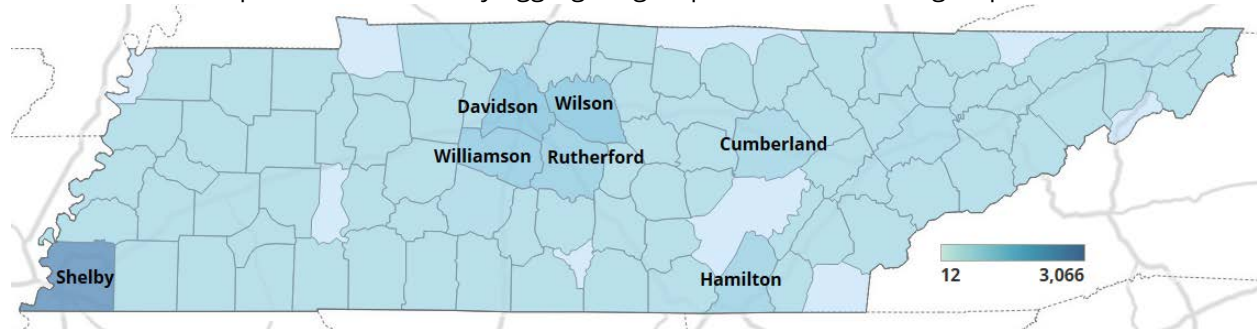 Davidson
Wilson
Williamson
Rutherford
Cumberland
Shelby
Hamilton
12
3,066